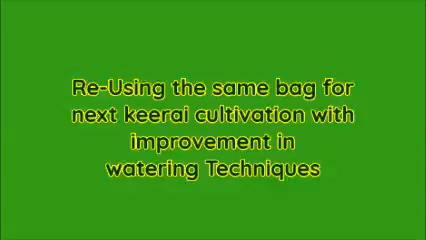 Re-Using the same bag for
next keerai cultivation with
improvement in
watering Techniques